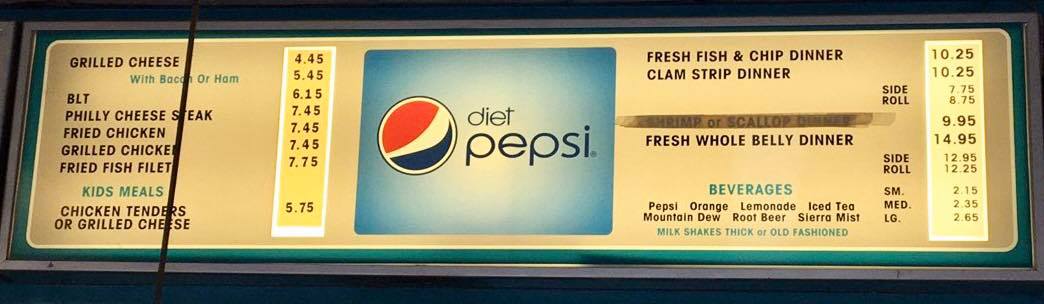 GRILLED CHEESE 4.45
With Bacon Or Ham 5.45
BLT 6.15
PHILLY CHEESE STEAK 7.45
FRIED CHICKEN 7.45
GRILLED CHICKEN 7.45
FRIED FISH FILET 7.75
KIDS MEALS
CHICKEN TENDERS 5.75
OR GRILLED CHEESE
diet
pepsi®
FRESH FISH & CHIP DINNER 10.25
CLAM STRIP DINNER 10.25
SIDE 7.75
ROLL 8.75
SHRIMP or SCALLOP DINNER 9.95
FRESH WHOLE BELLY DINNER 14.95
SIDE 12.95
ROLL 12.25
BEVERAGES SM. 2.15
Pepsi Orange Lemonade Iced Tea MED. 2.35
Mountain Dew Root Beer Sierra Mist LG. 2.65
MILK SHAKES THICK or OLD FASHIONED